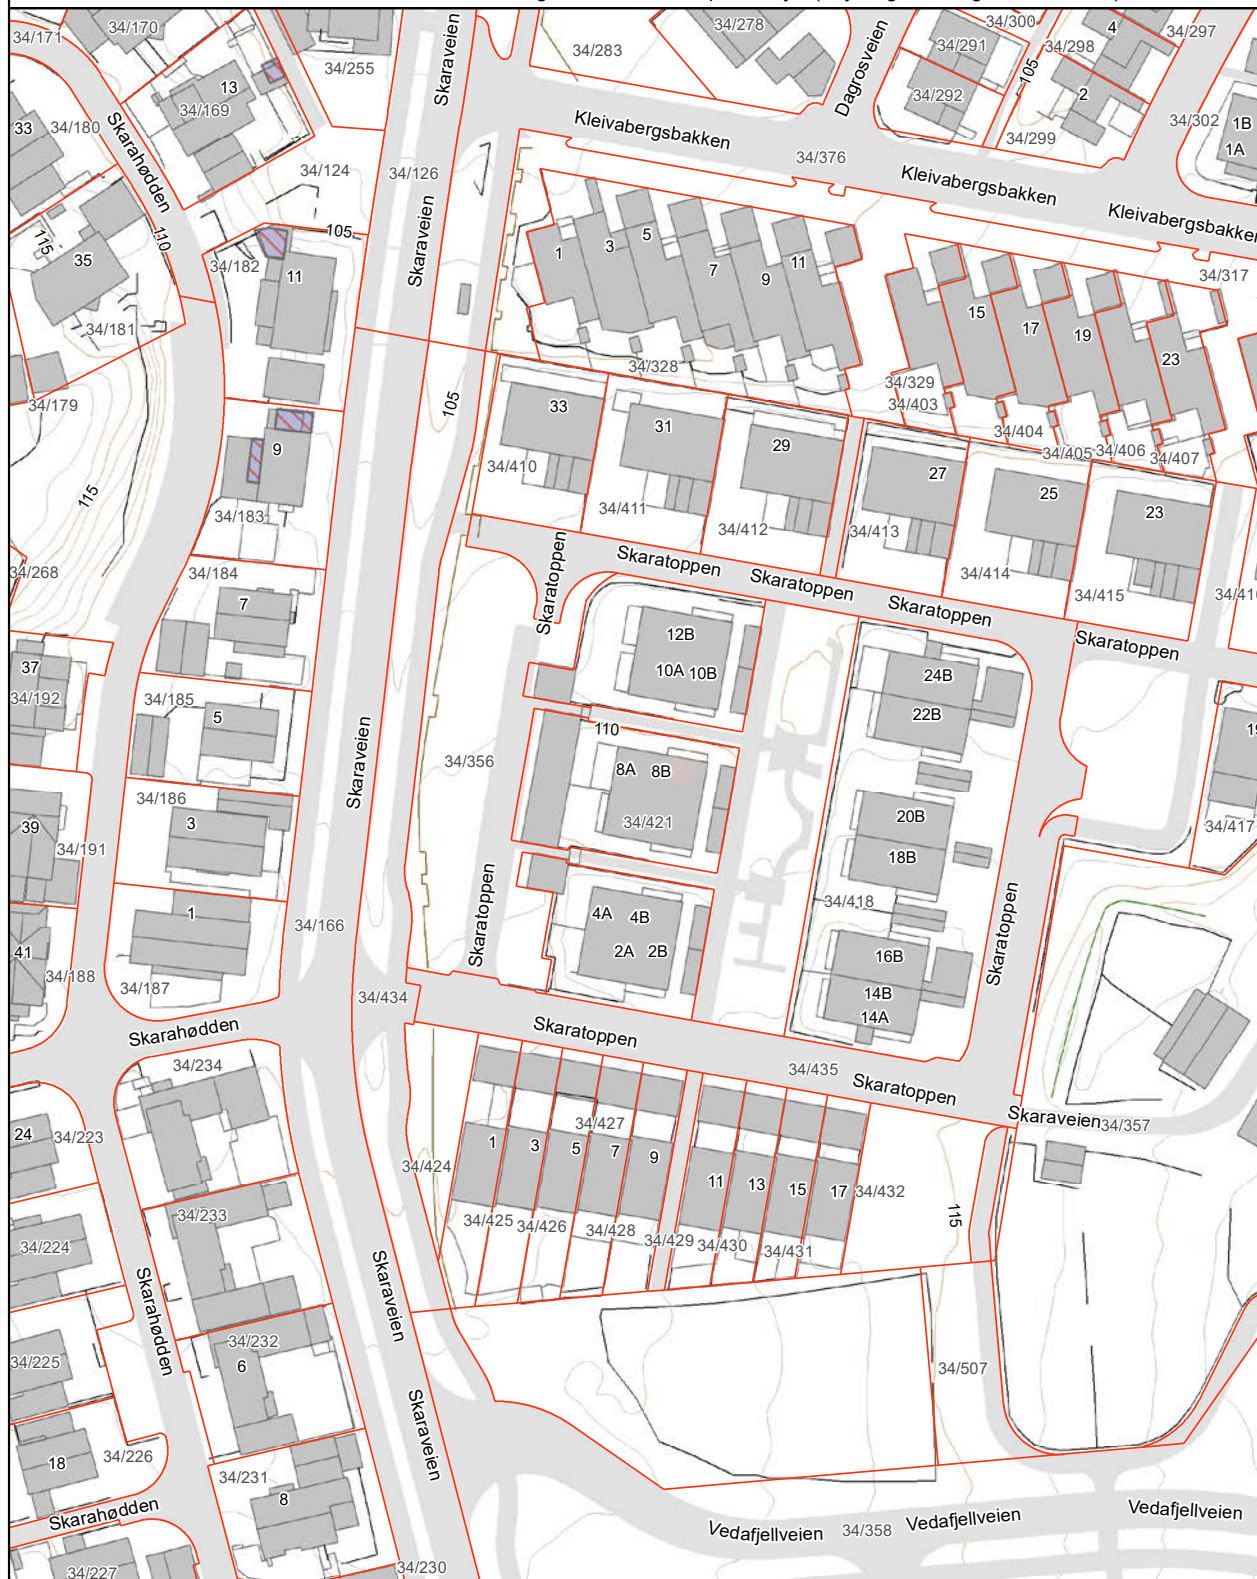 34/171
34/170
34/255
Skaraveien
34/283
34/278
Dagrosveien
34/300
34/291
34/298
4
34/297
105
13
34/169
33
34/180
Skarahødden
34/292
2
34/299
34/302
1B
1A
Kleivabergsbakken
34/376
Kleivabergsbakken
Kleivabergsbakken
34/124
34/126
Skaraveien
115
35
110
105
34/182
11
1
3
5
7
9
11
34/317
34/181
15
17
19
23
34/328
34/329
34/403
34/404
34/405
34/406
34/407
34/179
105
33
31
29
27
25
23
9
115
34/183
34/410
34/411
34/412
34/413
34/414
34/415
34/268
34/184
7
Skaratoppen
Skaratoppen
Skaratoppen
Skaratoppen
Skaratoppen
12B
10A
10B
24B
22B
37
34/192
34/185
5
110
Skaraveien
34/356
8A
8B
34/421
20B
18B
34/186
3
39
34/191
34/417
34/418
1
34/166
4A
4B
2A
2B
Skaratoppen
16B
14B
14A
Skaratoppen
41
34/188
34/187
34/434
Skarahødden
Skaratoppen
34/435
Skaratoppen
34/234
24
34/223
34/427
Skaraveien
34/357
1
3
5
7
9
11
13
15
17
34/424
34/432
34/425
34/426
34/428
34/429
34/430
34/431
115
34/233
34/224
Skarahødden
Skaraveien
34/232
6
34/225
34/507
Skaraveien
18
34/226
34/231
8
Skarahødden
Vedafjellveien
34/358
Vedafjellveien
Vedafjellveien
34/227
34/230